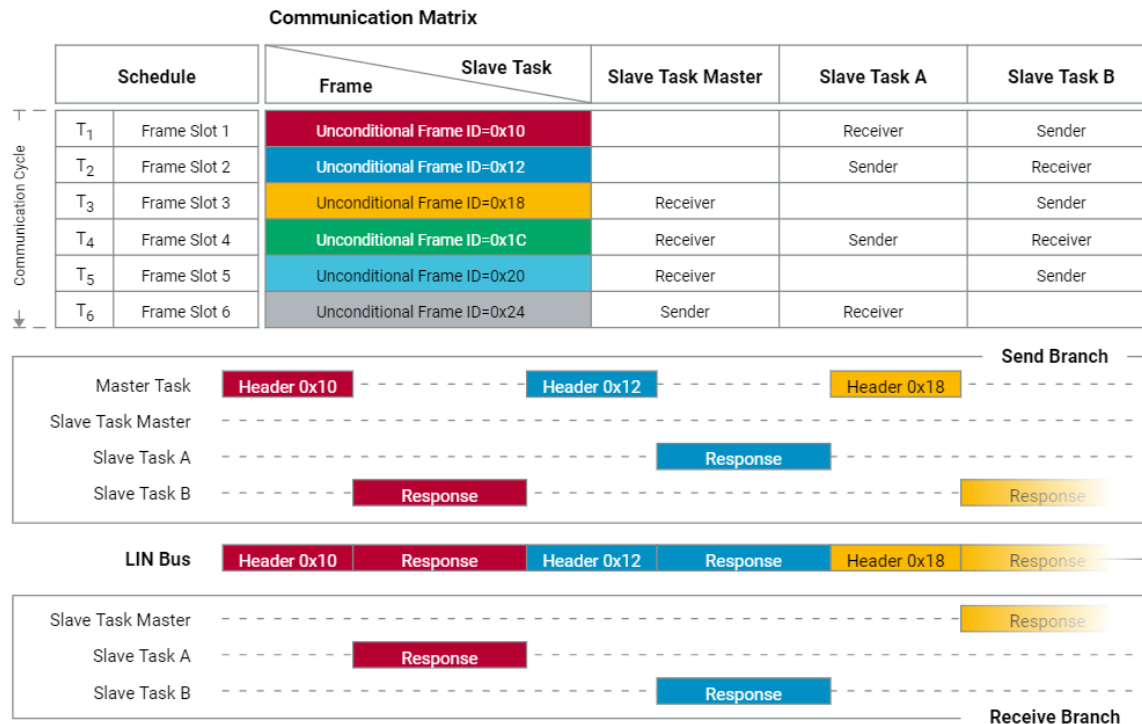 Communication Matrix
Schedule
Slave Task
Frame
Slave Task Master
Slave Task A
Slave Task B
Communication Cycle
T1 Frame Slot 1 Unconditional Frame ID=0x10 Receiver Sender
T2 Frame Slot 2 Unconditional Frame ID=0x12 Sender Receiver
T3 Frame Slot 3 Unconditional Frame ID=0x18 Receiver Sender
T4 Frame Slot 4 Unconditional Frame ID=0x1C Receiver Sender Receiver
T5 Frame Slot 5 Unconditional Frame ID=0x20 Receiver Sender
T6 Frame Slot 6 Unconditional Frame ID=0x24 Sender Receiver
Send Branch
Master Task Header 0x10 Header 0x12 Header 0x18
Slave Task Master
Slave Task A Response
Slave Task B Response Response
LIN Bus Header 0x10 Response Header 0x12 Response Header 0x18 Response
Slave Task Master Response
Slave Task A Response
Slave Task B Response
Receive Branch